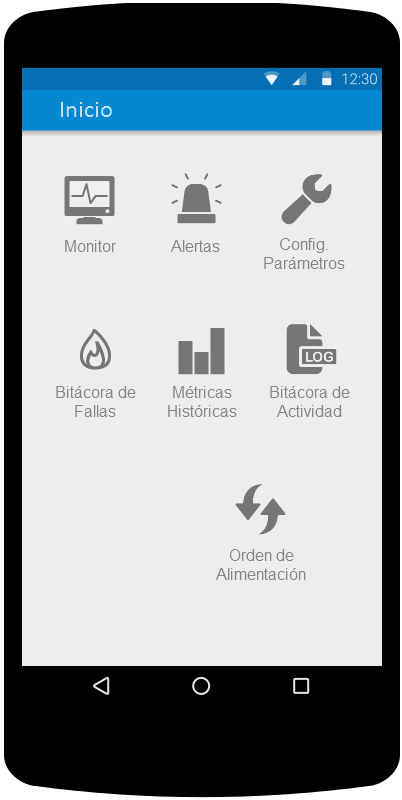 12:30
Inicio
Monitor
Alertas
Config.
Parámetros
Bitácora de
Fallas
Métricas
Históricas
LOG
Bitácora de
Actividad
Orden de
Alimentación